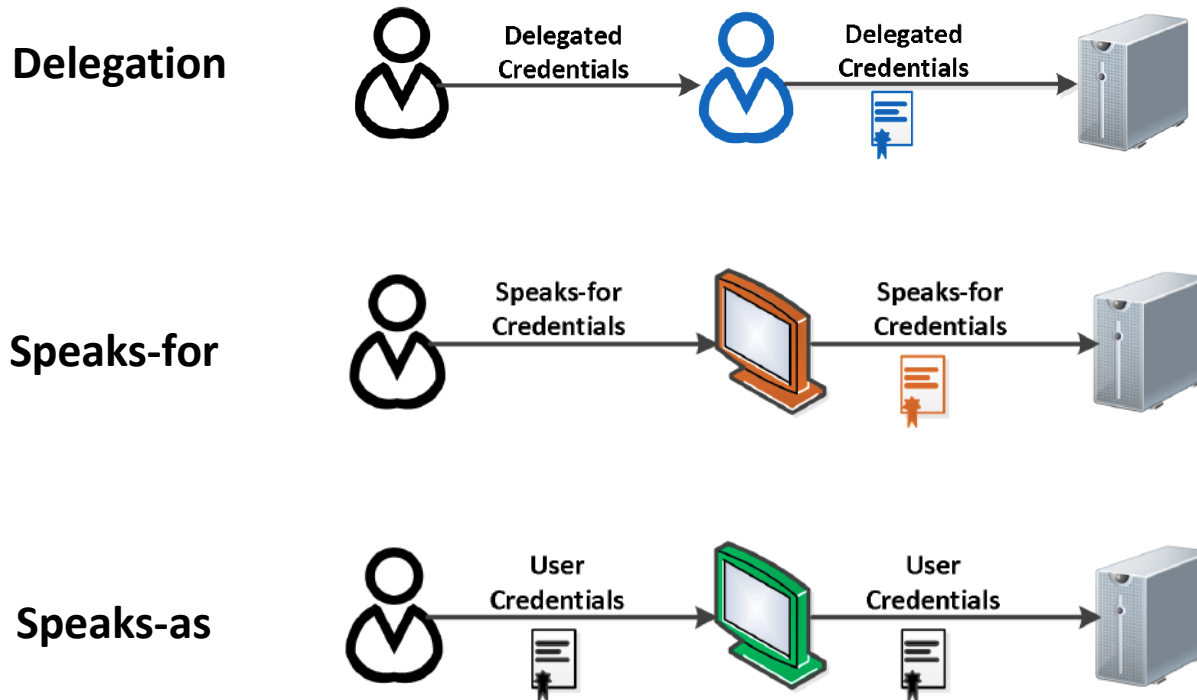 Delegation
Delegated
Credentials
Delegated
Credentials
Speaks-for
Speaks-for
Credentials
Speaks-for
Credentials
Speaks-as
User
Credentials
User
Credentials